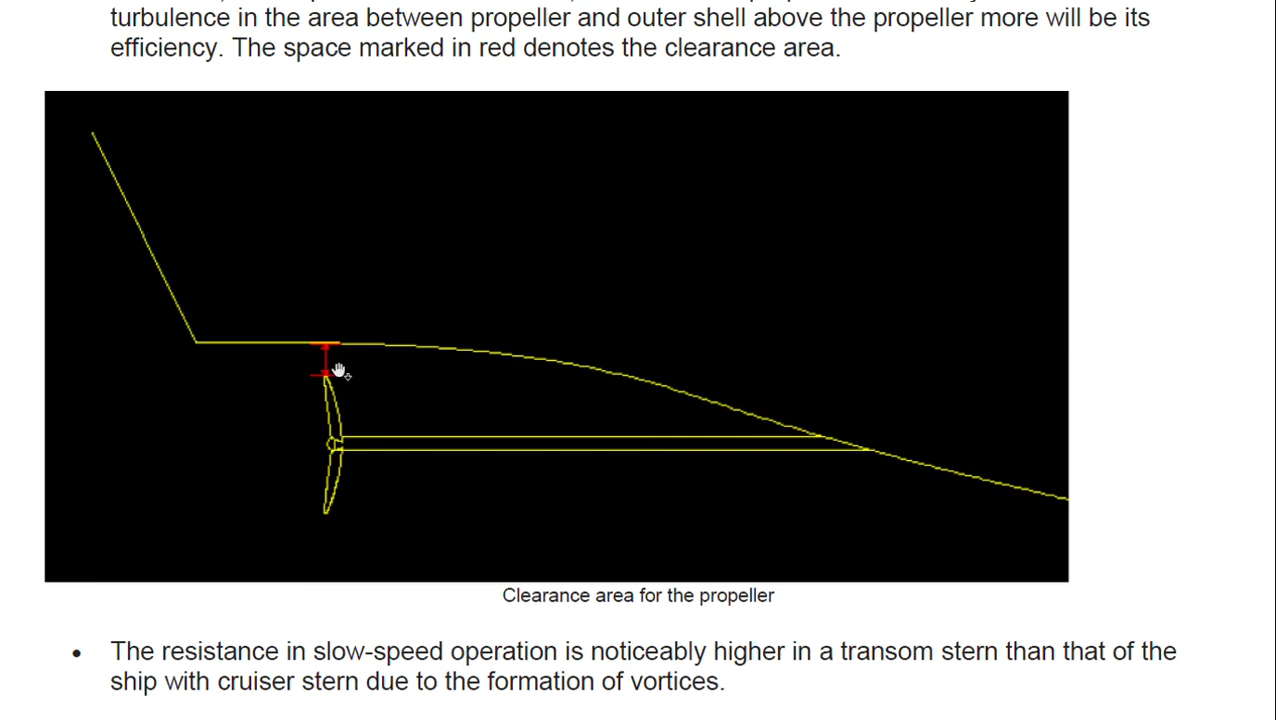 turbulence in the area between propeller and outer shell above the propeller more will be its
efficiency. The space marked in red denotes the clearance area.
Clearance area for the propeller
• The resistance in slow-speed operation is noticeably higher in a transom stern than that of the
ship with cruiser stern due to the formation of vortices.